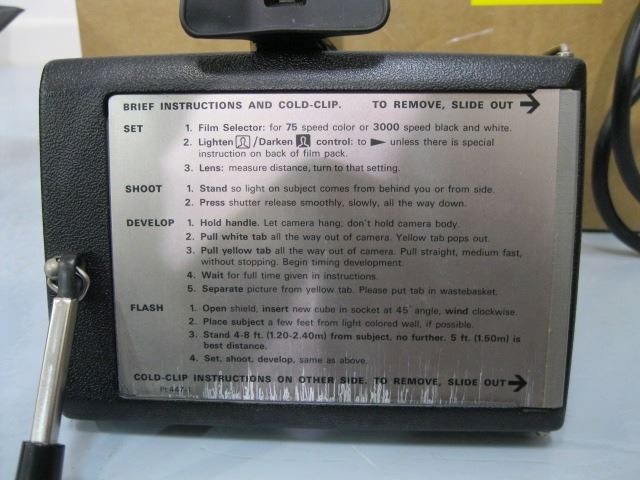 BRIEF INSTRUCTIONS AND COLD-CLIP. TO REMOVE, SLIDE OUT
SET 1. Film Selector: for 75 speed color or 3000 speed black and white.
2. Lighten /Darken control: to unless there is special
instruction on back of film pack.
3. Lens: measure distance, turn to that setting.
SHOOT 1. Stand so light on subject comes from behind you or from side.
2. Press shutter release smoothly, slowly, all the way down.
DEVELOP 1. Hold handle. Let camera hang; don't hold camera body.
2. Pull white tab all the way out of camera. Yellow tab pops out.
3. Pull yellow tab all the way out of camera. Pull straight, medium fast,
without stopping. Begin timing development.
4. Wait for full time given in instructions.
5. Separate picture from yellow tab. Please put tab in wastebasket.
FLASH 1. Open shield, insert new cube in socket at 45° angle, wind clockwise.
2. Place subject a few feet from light colored wall, if possible.
3. Stand 4-8 ft. (1.20-2.40m) from subject, no further. 5 ft. (1.50m) is
best distance.
4. Set, shoot, develop, same as above.
COLD-CLIP INSTRUCTIONS ON OTHER SIDE. TO REMOVE, SLIDE OUT